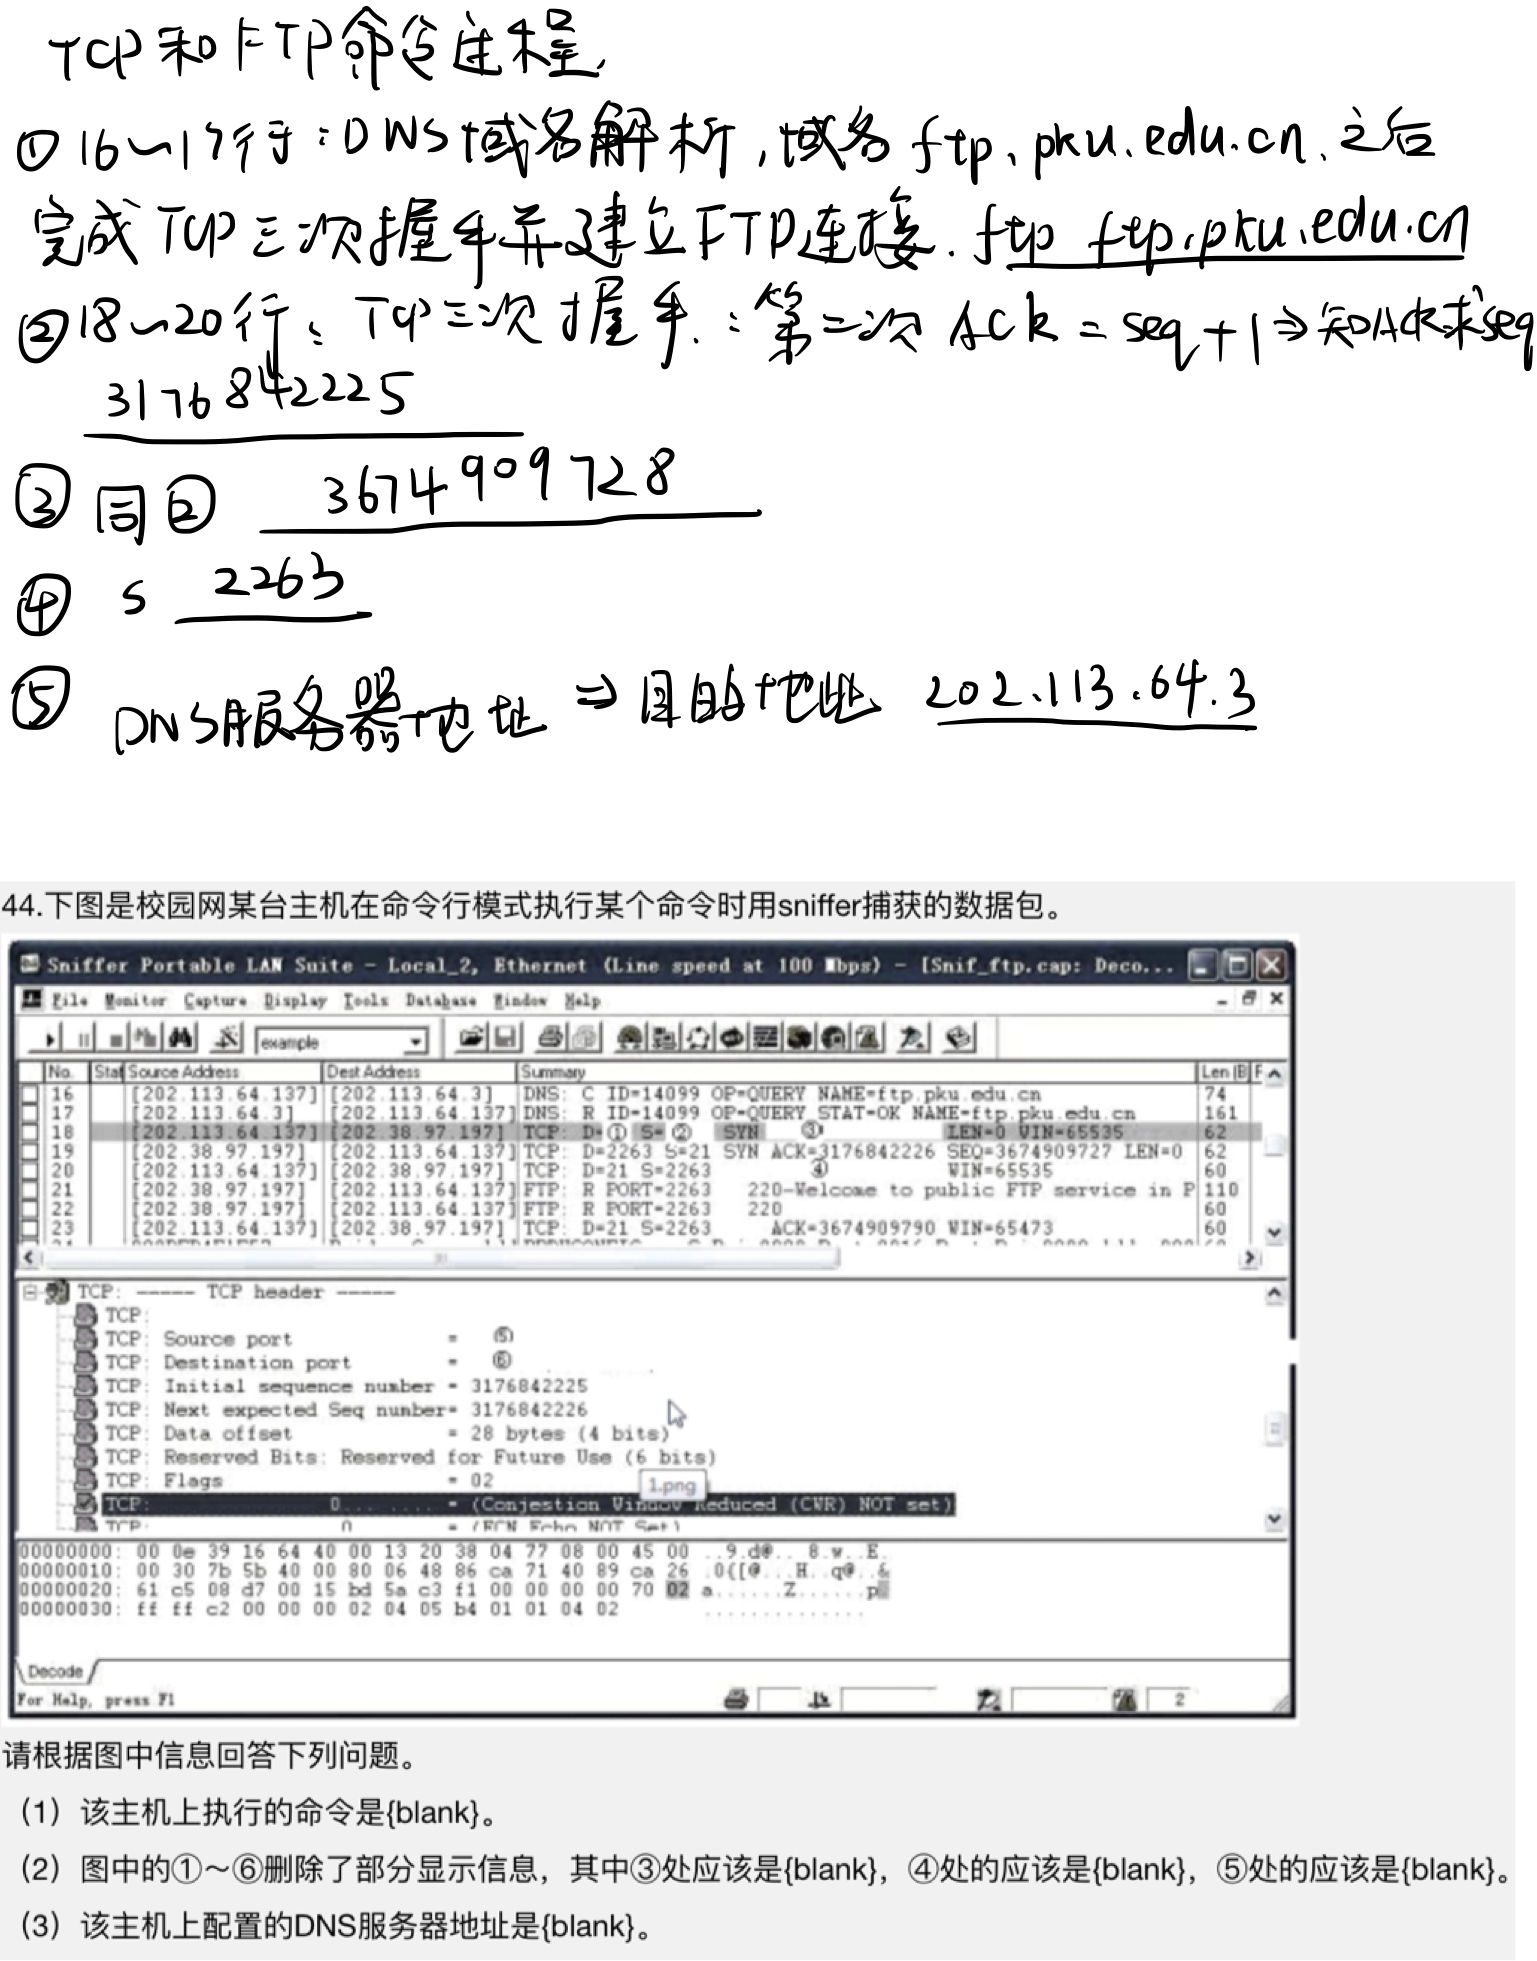 TCP和FTP命令进程.
①16~17行：DNS域名解析,域名ftp.pku.edu.cn.之后
完成TCP三次握手并建立FTP连接.ftp ftp.pku.edu.cn
②18~20行：TCP三次握手.：第二次Ack=seq+1⇒知Ack求seq
3176842225
③同② 3674909728
④ S 2263
⑤ DNS服务器地址⇒目的地址 202.113.64.3
44.下图是校园网某台主机在命令行模式执行某个命令时用sniffer捕获的数据包。
Sniffer Portable LAN Suite - Local_2, Ethernet (Line speed at 100 Mbps) - [Snif_ftp.cap: Deco...
File Monitor Capture Display Tools Database Window Help
example
No. Stat Source Address Dest Address Summary Len (B) F
16 [202.113.64.137] [202.113.64.3] DNS: C ID=14099 OP=QUERY NAME=ftp.pku.edu.cn 74
17 [202.113.64.3] [202.113.64.137] DNS: R ID=14099 OP=QUERY STAT=OK NAME=ftp.pku.edu.cn 161
18 [202.113.64.137] [202.38.97.197] TCP: D=① S=② SYN ③ LEN=0 WIN=65535 62
19 [202.38.97.197] [202.113.64.137] TCP: D=2263 S=21 SYN ACK=3176842226 SEQ=3674909727 LEN=0 62
20 [202.113.64.137] [202.38.97.197] TCP: D=21 S=2263 ④ WIN=65535 60
21 [202.38.97.197] [202.113.64.137] FTP: R PORT=2263 220-Welcome to public FTP service in P 110
22 [202.38.97.197] [202.113.64.137] FTP: R PORT=2263 220 60
23 [202.113.64.137] [202.38.97.197] TCP: D=21 S=2263 ACK=3674909790 WIN=65473 60
TCP: ----- TCP header -----
TCP:
TCP: Source port = ⑤
TCP: Destination port = ⑥
TCP: Initial sequence number = 3176842225
TCP: Next expected Seq number= 3176842226
TCP: Data offset = 28 bytes (4 bits)
TCP: Reserved Bits: Reserved for Future Use (6 bits)
TCP: Flags = 02
1.png
TCP: 0... .... = (Conjestion Window Reduced (CWR) NOT set)
TCP: 0 = (ECN Echo NOT Set)
00000000: 00 0e 39 16 64 40 00 13 20 38 04 77 08 00 45 00 ..9.d@.. 8.w..E.
00000010: 00 30 7b 5b 40 00 80 06 48 86 ca 71 40 89 ca 26 .0{[@...H..q@..&
00000020: 61 c5 08 d7 00 15 bd 5a c3 f1 00 00 00 00 70 02 a......Z......p
00000030: ff ff c2 00 00 00 02 04 05 b4 01 01 04 02 ..............
Decode
For Help, press F1 2
请根据图中信息回答下列问题。
（1）该主机上执行的命令是{blank}。
（2）图中的①～⑥删除了部分显示信息，其中③处应该是{blank}，④处的应该是{blank}，⑤处的应该是{blank}。
（3）该主机上配置的DNS服务器地址是{blank}。